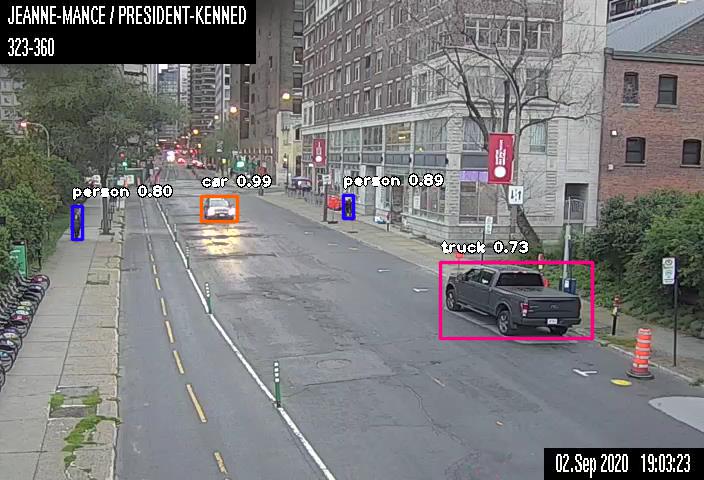 JEANNE-MANCE / PRESIDENT-KENNED
323-360
person 0.80
car 0.99
person 0.89
truck 0.73
02.Sep 2020 19:03:23